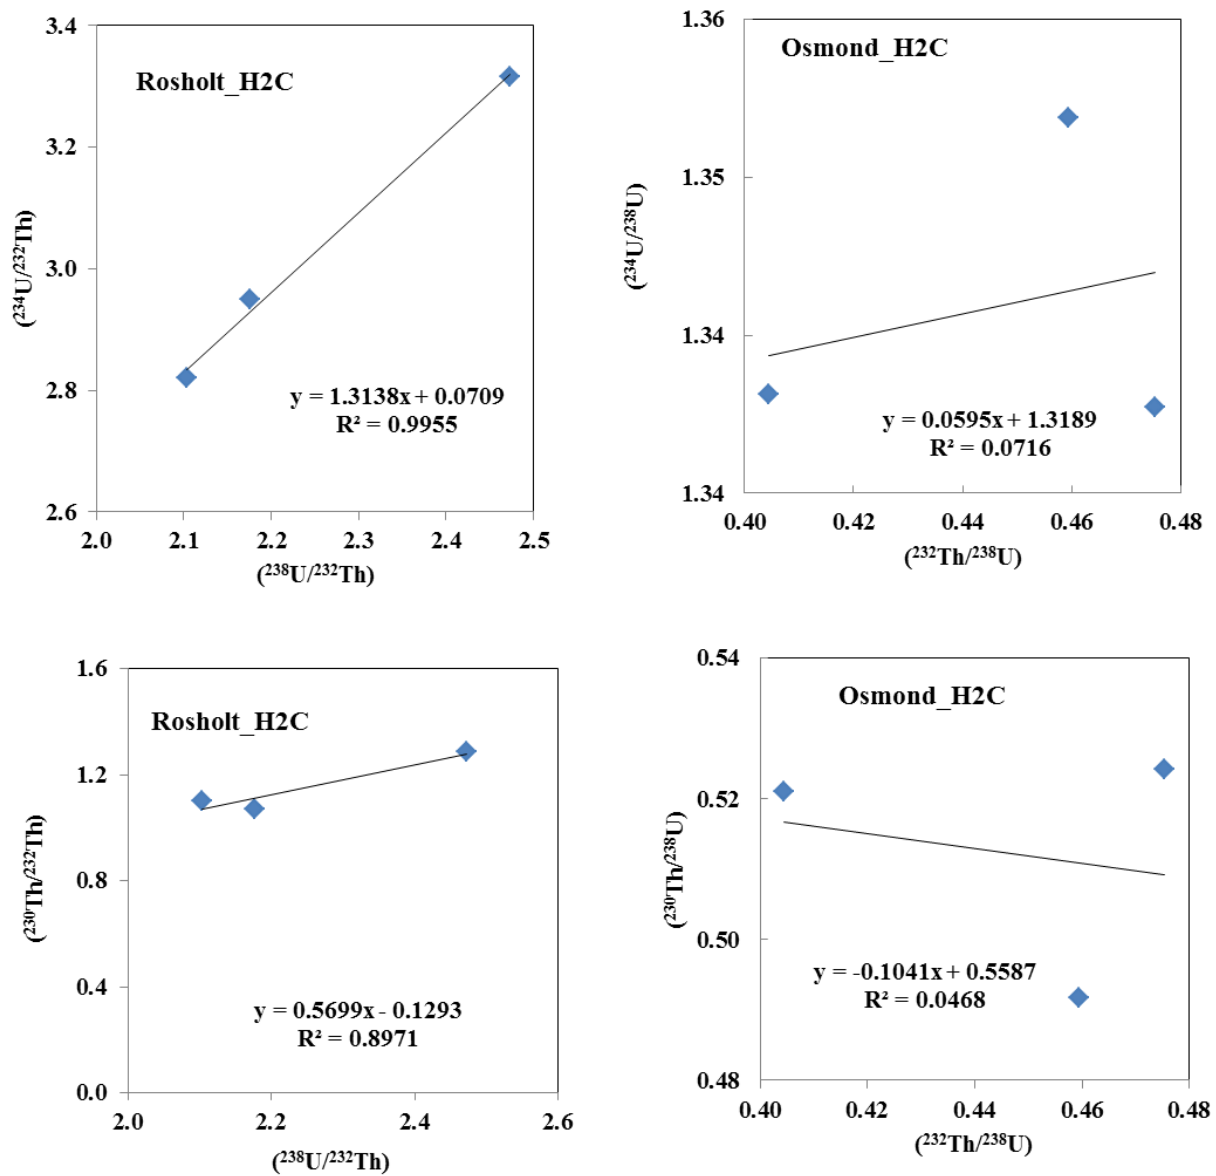 3.4
3.2
3.0
2.8
2.6
2.0
2.1
2.2
2.3
2.4
2.5
Rosholt_H2C
y = 1.3138x + 0.0709
R² = 0.9955
(²³⁴U/²³²Th)
(²³⁸U/²³²Th)
1.36
1.35
1.34
1.34
0.40
0.42
0.44
0.46
0.48
Osmond_H2C
y = 0.0595x + 1.3189
R² = 0.0716
(²³⁴U/²³⁸U)
(²³²Th/²³⁸U)
1.6
1.2
0.8
0.4
0.0
2.0
2.2
2.4
2.6
Rosholt_H2C
y = 0.5699x - 0.1293
R² = 0.8971
(²³⁰Th/²³²Th)
(²³⁸U/²³²Th)
0.54
0.52
0.50
0.48
0.40
0.42
0.44
0.46
0.48
Osmond_H2C
y = -0.1041x + 0.5587
R² = 0.0468
(²³⁰Th/²³⁸U)
(²³²Th/²³⁸U)